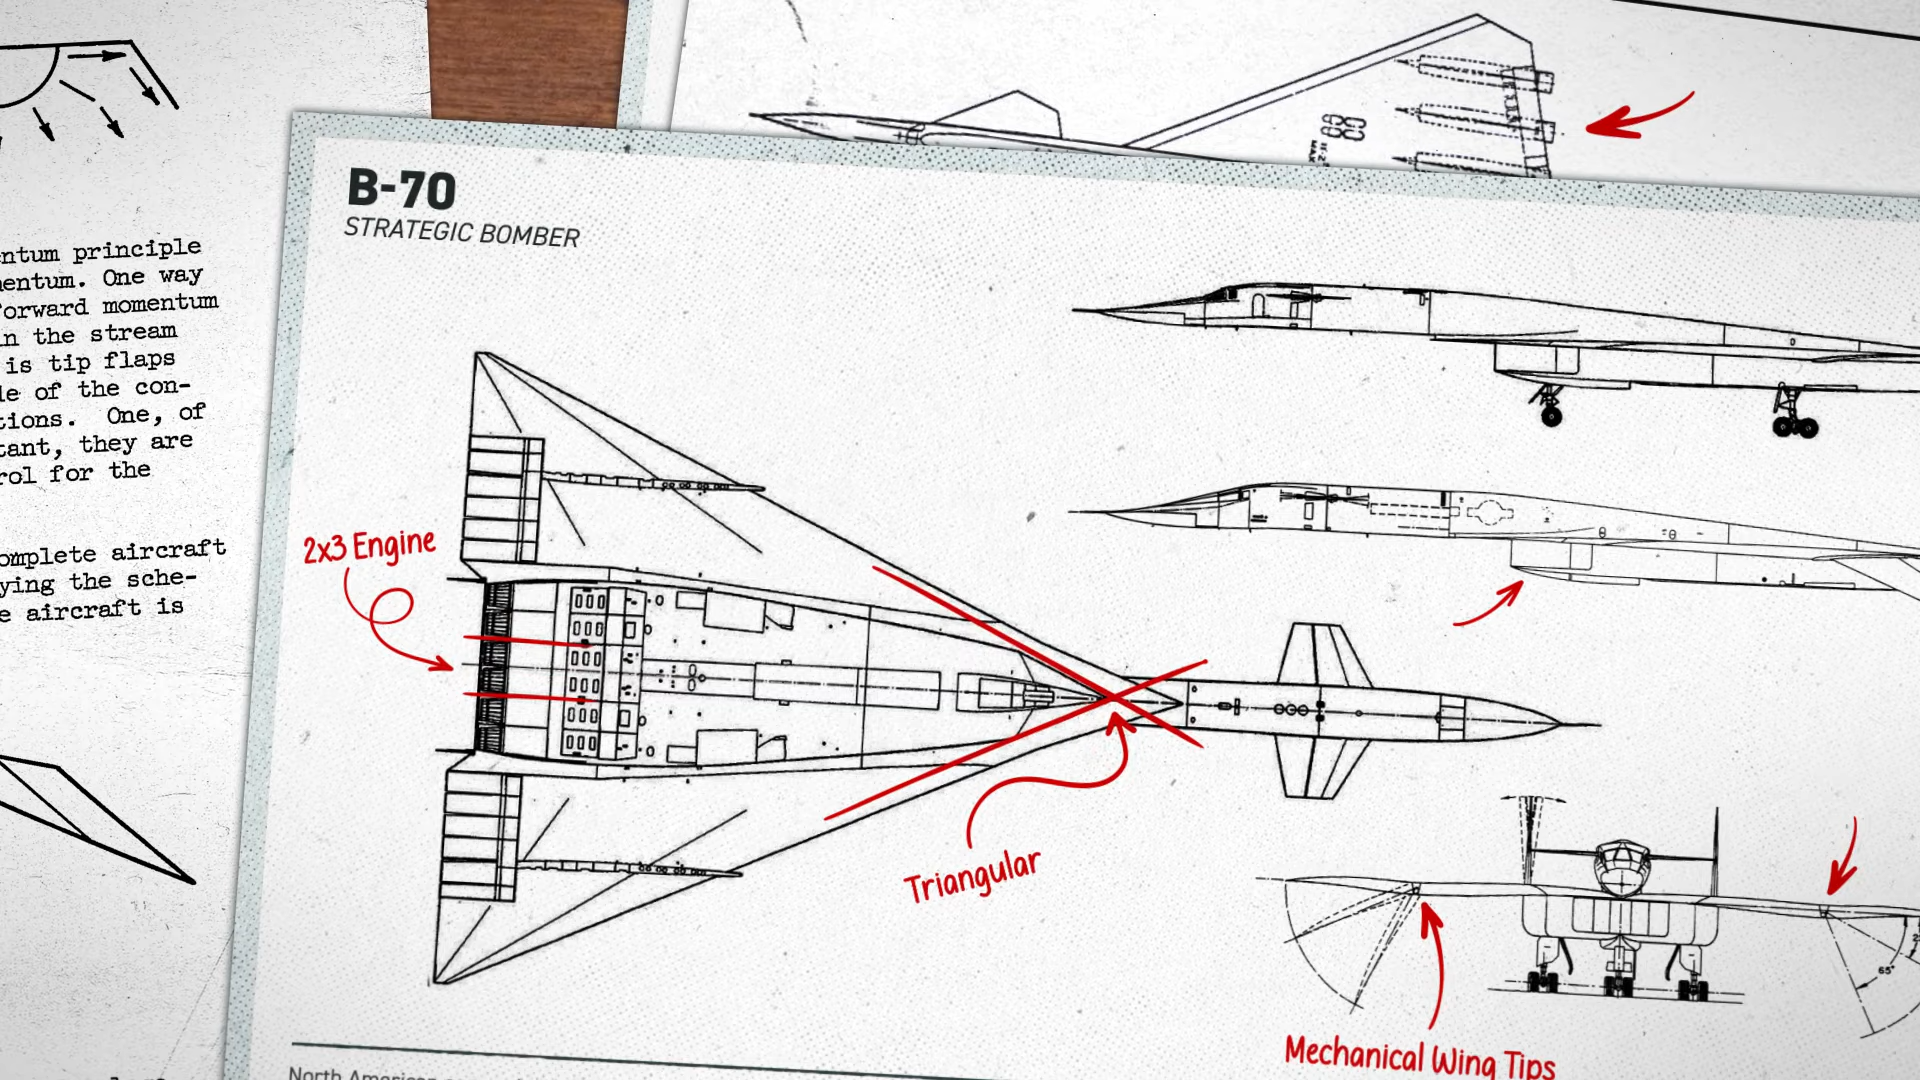 ntum principle
entum. One way
forward momentum
n the stream
is tip flaps
le of the con-
tions. One, of
tant, they are
rol for the
omplete aircraft
ying the sche-
e aircraft is
B-70
STRATEGIC BOMBER
2x3 Engine
Triangular
65°
Mechanical Wing Tips
North American